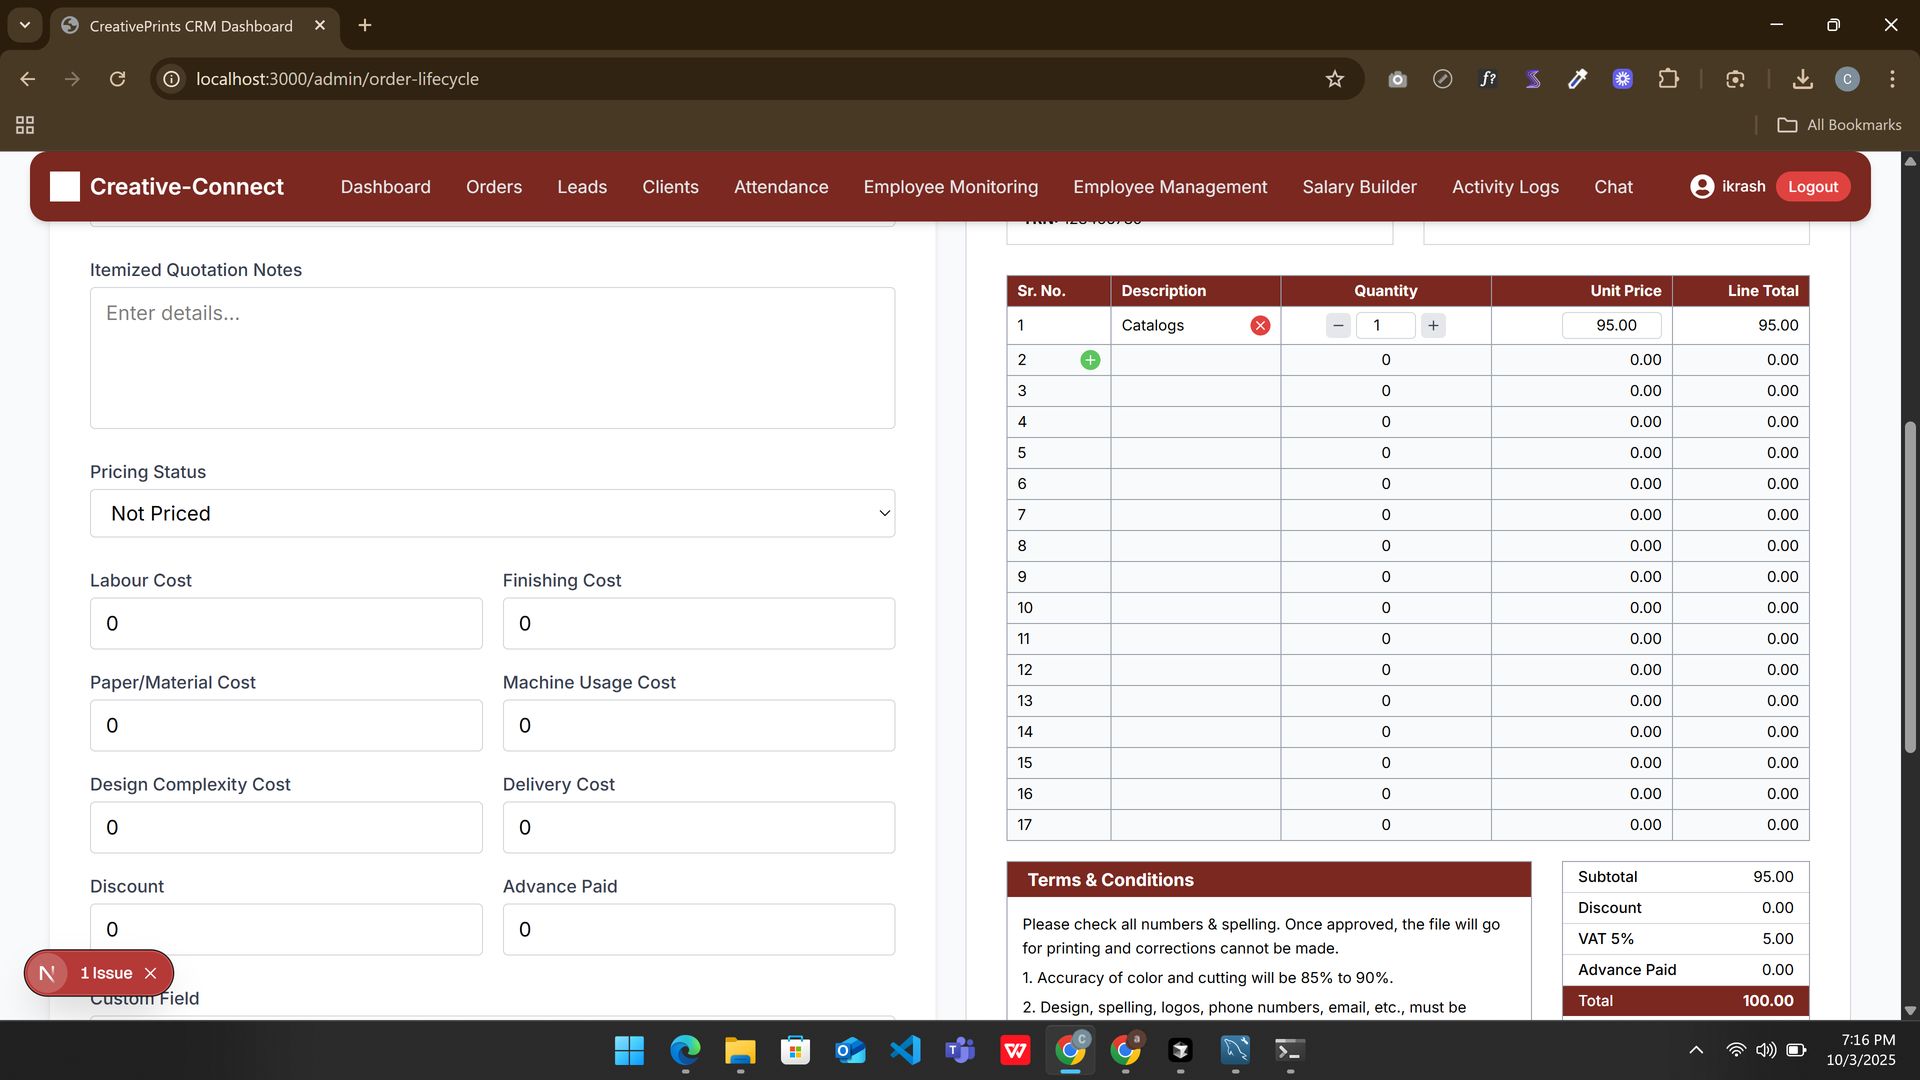 CreativePrints CRM Dashboard
localhost:3000/admin/order-lifecycle
C
All Bookmarks
Creative-Connect
Dashboard
Orders
Leads
Clients
Attendance
Employee Monitoring
Employee Management
Salary Builder
Activity Logs
Chat
ikrash
Logout
Itemized Quotation Notes
Enter details...
Pricing Status
Not Priced
Labour Cost
Finishing Cost
0
0
Paper/Material Cost
Machine Usage Cost
0
0
Design Complexity Cost
Delivery Cost
0
0
Discount
Advance Paid
0
0
N 1 Issue
Custom Field
Sr. No. Description Quantity Unit Price Line Total
1 Catalogs 1 95.00 95.00
2 0 0.00 0.00
3 0 0.00 0.00
4 0 0.00 0.00
5 0 0.00 0.00
6 0 0.00 0.00
7 0 0.00 0.00
8 0 0.00 0.00
9 0 0.00 0.00
10 0 0.00 0.00
11 0 0.00 0.00
12 0 0.00 0.00
13 0 0.00 0.00
14 0 0.00 0.00
15 0 0.00 0.00
16 0 0.00 0.00
17 0 0.00 0.00
Terms & Conditions
Please check all numbers & spelling. Once approved, the file will go
for printing and corrections cannot be made.
1. Accuracy of color and cutting will be 85% to 90%.
2. Design, spelling, logos, phone numbers, email, etc., must be
Subtotal 95.00
Discount 0.00
VAT 5% 5.00
Advance Paid 0.00
Total 100.00
7:16 PM
10/3/2025